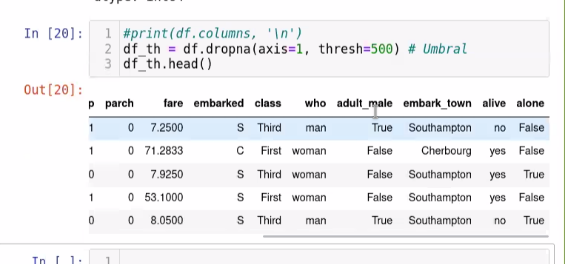 In [20]:
1 #print(df.columns, '\n')
2 df_th = df.dropna(axis=1, thresh=500) # Umbral
3 df_th.head()
Out[20]:
p parch fare embarked class who adult_male embark_town alive alone
1 0 7.2500 S Third man True Southampton no False
1 0 71.2833 C First woman False Cherbourg yes False
0 0 7.9250 S Third woman False Southampton yes True
1 0 53.1000 S First woman False Southampton yes False
0 0 8.0500 S Third man True Southampton no True
In [ ]: 1